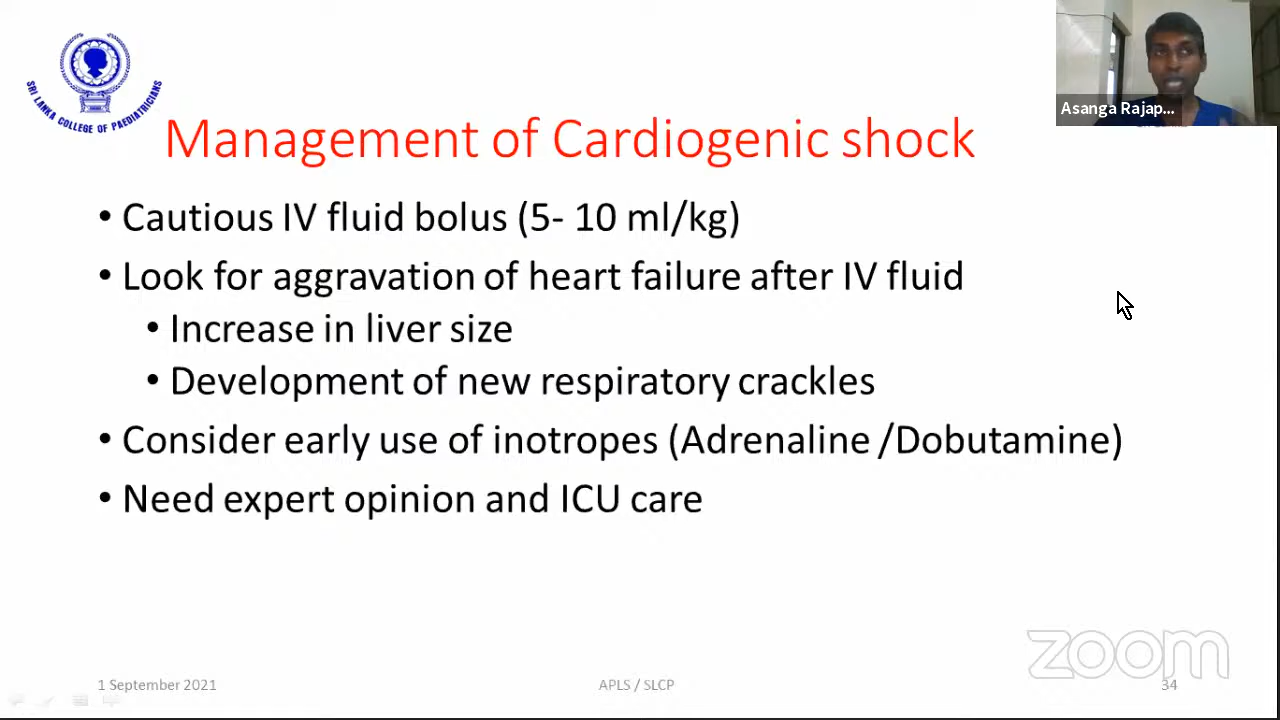 SRI LANKA COLLEGE OF PAEDIATRICIANS
Asanga Rajap...
Management of Cardiogenic shock
• Cautious IV fluid bolus (5- 10 ml/kg)
• Look for aggravation of heart failure after IV fluid
• Increase in liver size
• Development of new respiratory crackles
• Consider early use of inotropes (Adrenaline /Dobutamine)
• Need expert opinion and ICU care
zoom
1 September 2021
APLS / SLCP
34